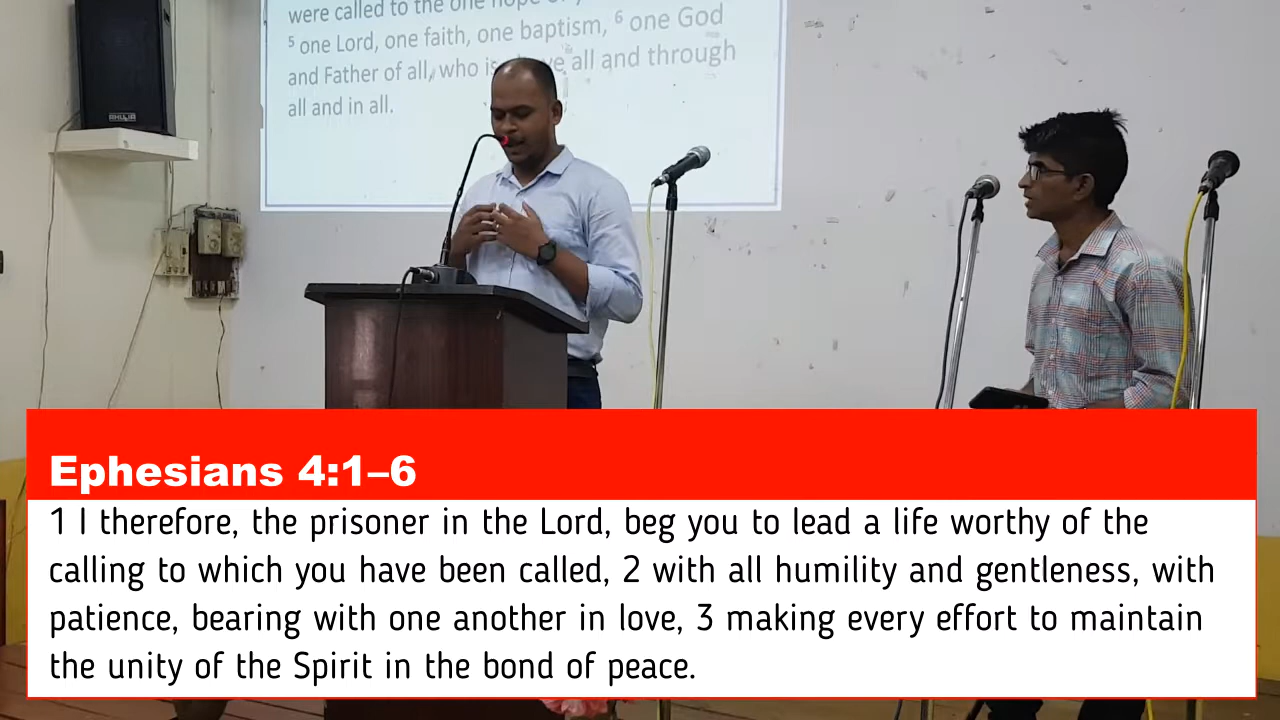 were called to the one hope of
⁵ one Lord, one faith, one baptism, ⁶ one God
and Father of all, who is above all and through
all and in all.
AHUJA
Ephesians 4:1–6
1 I therefore, the prisoner in the Lord, beg you to lead a life worthy of the
calling to which you have been called, 2 with all humility and gentleness, with
patience, bearing with one another in love, 3 making every effort to maintain
the unity of the Spirit in the bond of peace.